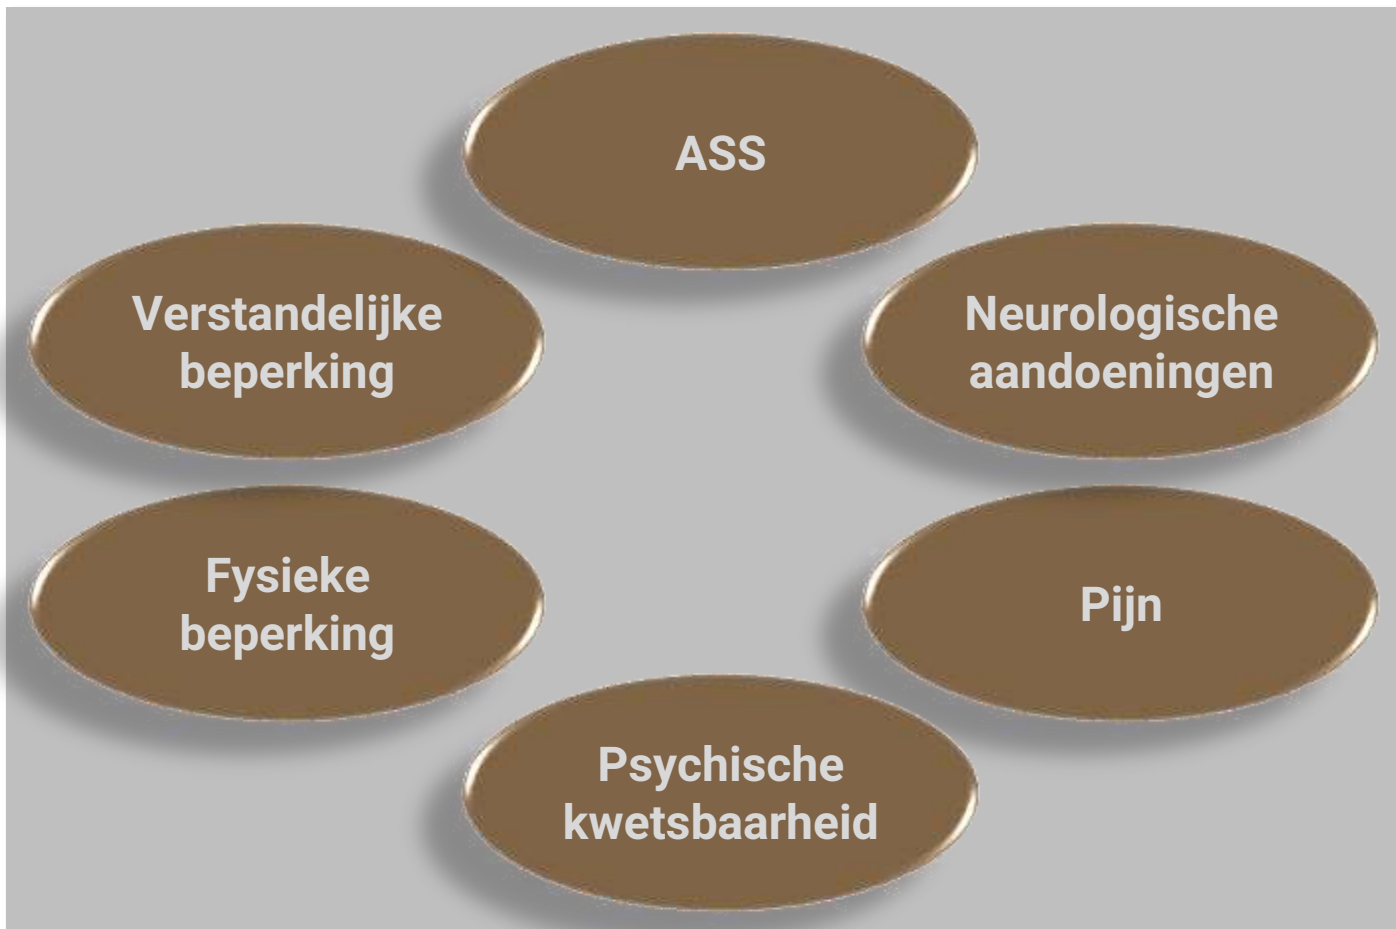 ASS
Verstandelijke
beperking
Neurologische
aandoeningen
Fysieke
beperking
Pijn
Psychische
kwetsbaarheid